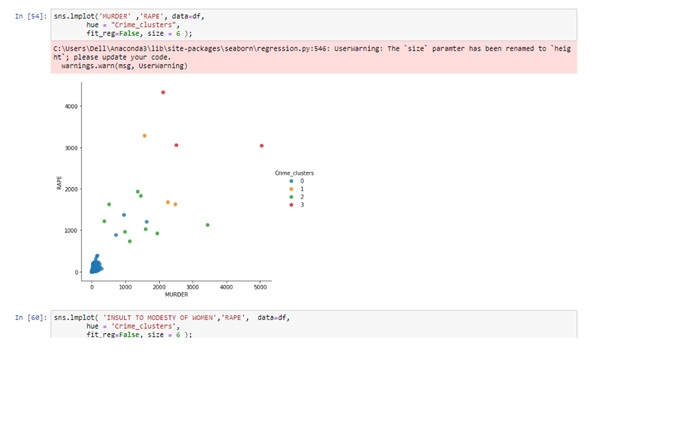 In [54]: sns.lmplot('MURDER' ,'RAPE', data=df,
hue = "Crime_clusters",
fit_reg=False, size = 6 );
C:\Users\Dell\Anaconda3\lib\site-packages\seaborn\regression.py:546: UserWarning: The `size` paramter has been renamed to `heig
ht`; please update your code.
warnings.warn(msg, UserWarning)
4000
3000
2000
1000
0
RAPE
0 1000 2000 3000 4000 5000
MURDER
Crime_clusters
0
1
2
3
In [60]: sns.lmplot( 'INSULT TO MODESTY OF WOMEN','RAPE', data=df,
hue = 'Crime_clusters',
fit_reg=False, size = 6 );